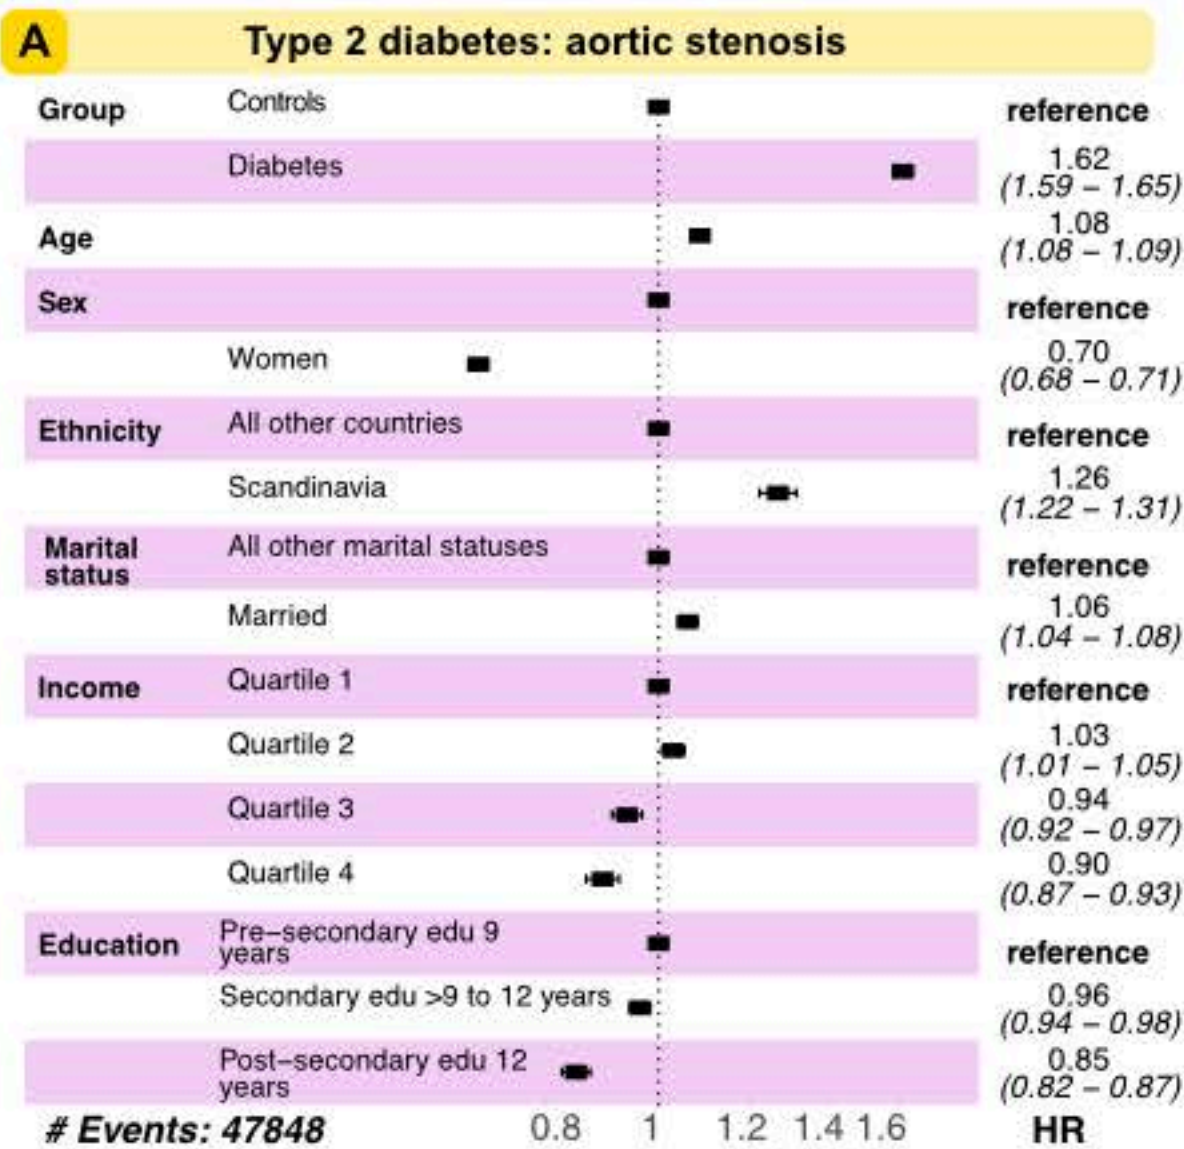 A Type 2 diabetes: aortic stenosis
Group Controls reference
Diabetes 1.62
(1.59 – 1.65)
Age 1.08
(1.08 – 1.09)
Sex reference
Women 0.70
(0.68 – 0.71)
Ethnicity All other countries reference
Scandinavia 1.26
(1.22 – 1.31)
Marital status All other marital statuses reference
Married 1.06
(1.04 – 1.08)
Income Quartile 1 reference
Quartile 2 1.03
(1.01 – 1.05)
Quartile 3 0.94
(0.92 – 0.97)
Quartile 4 0.90
(0.87 – 0.93)
Education Pre–secondary edu 9 years reference
Secondary edu >9 to 12 years 0.96
(0.94 – 0.98)
Post–secondary edu 12 years 0.85
(0.82 – 0.87)
# Events: 47848 0.8 1 1.2 1.4 1.6 HR